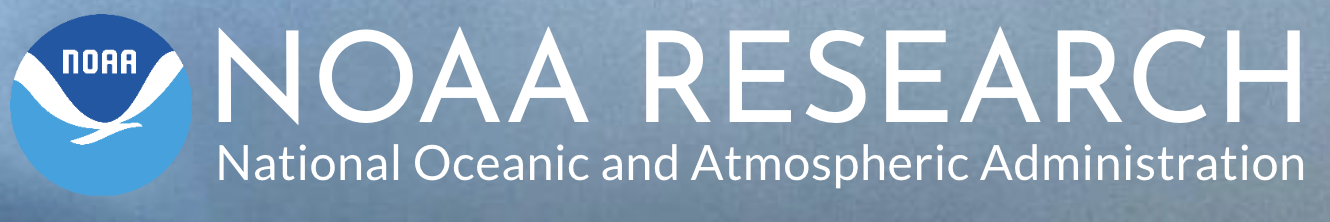 NOAA
NOAA RESEARCH
National Oceanic and Atmospheric Administration